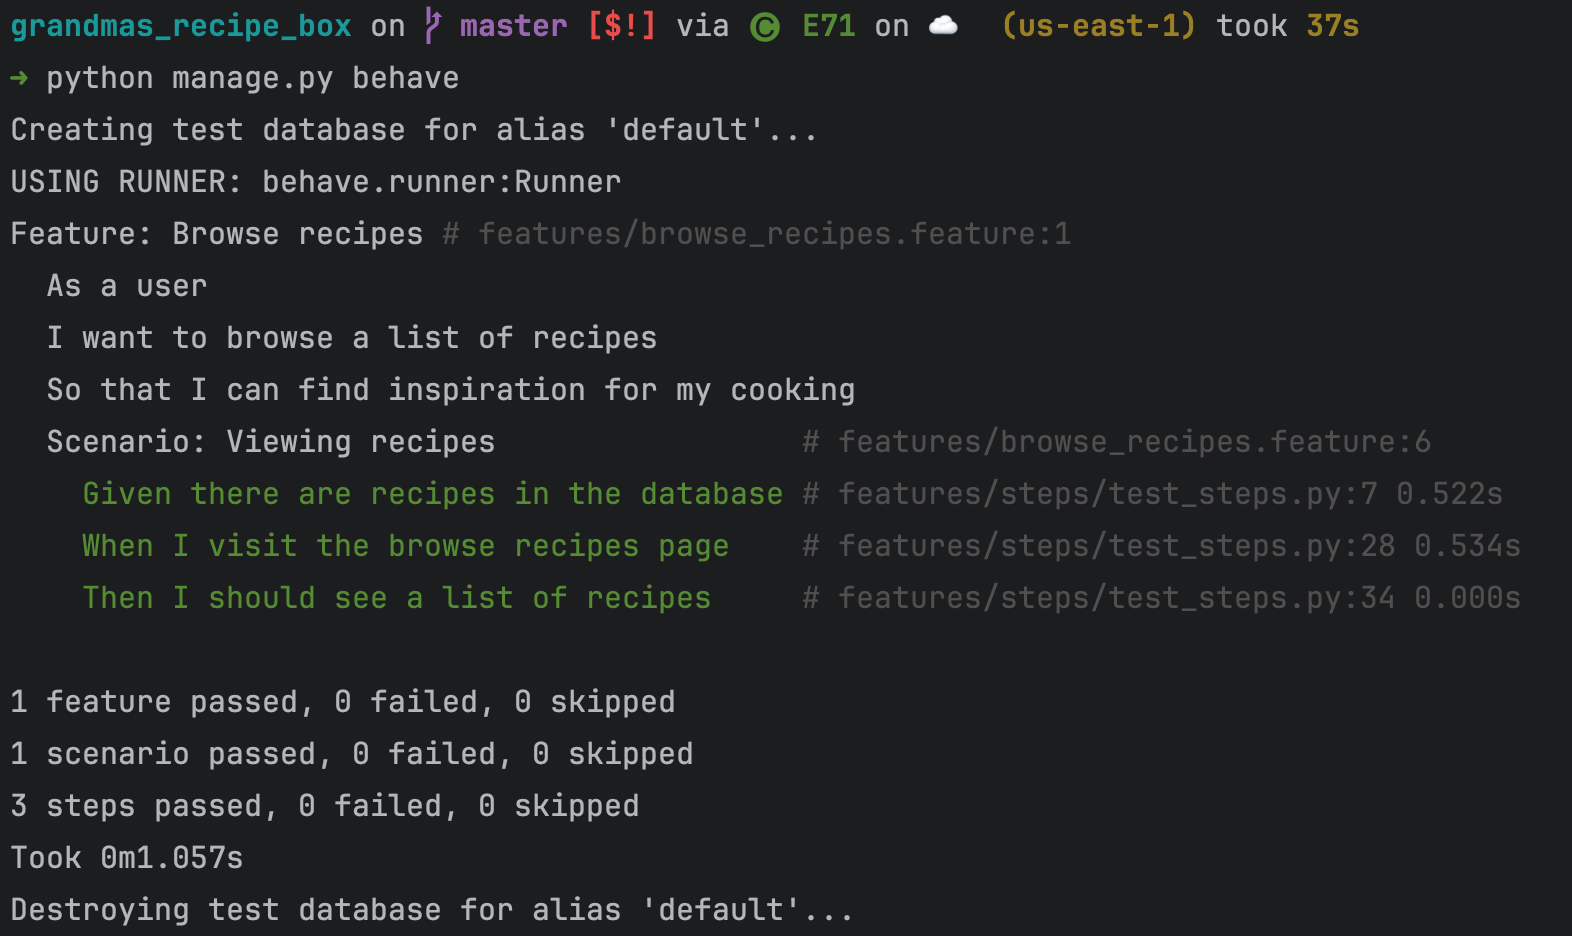 grandmas_recipe_box on master [$!] via © E71 on ☁️ (us-east-1) took 37s
→ python manage.py behave
Creating test database for alias 'default'...
USING RUNNER: behave.runner:Runner
Feature: Browse recipes # features/browse_recipes.feature:1
  As a user
  I want to browse a list of recipes
  So that I can find inspiration for my cooking
  Scenario: Viewing recipes                 # features/browse_recipes.feature:6
    Given there are recipes in the database # features/steps/test_steps.py:7 0.522s
    When I visit the browse recipes page    # features/steps/test_steps.py:28 0.534s
    Then I should see a list of recipes     # features/steps/test_steps.py:34 0.000s

1 feature passed, 0 failed, 0 skipped
1 scenario passed, 0 failed, 0 skipped
3 steps passed, 0 failed, 0 skipped
Took 0m1.057s
Destroying test database for alias 'default'...